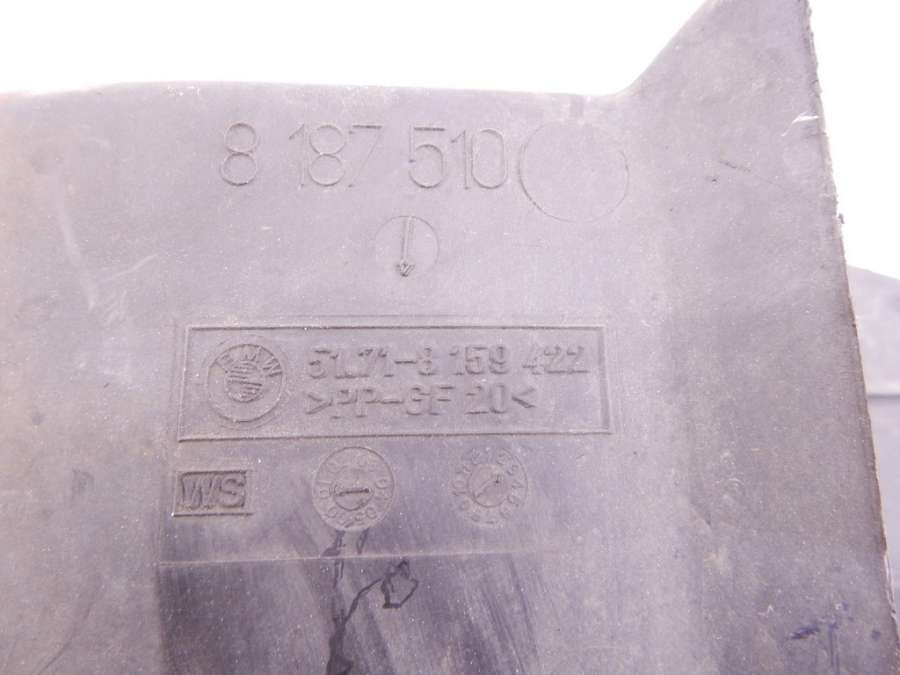 8 187 510
BMW
51.71-8 159 422
>PP-GF 20<
WS